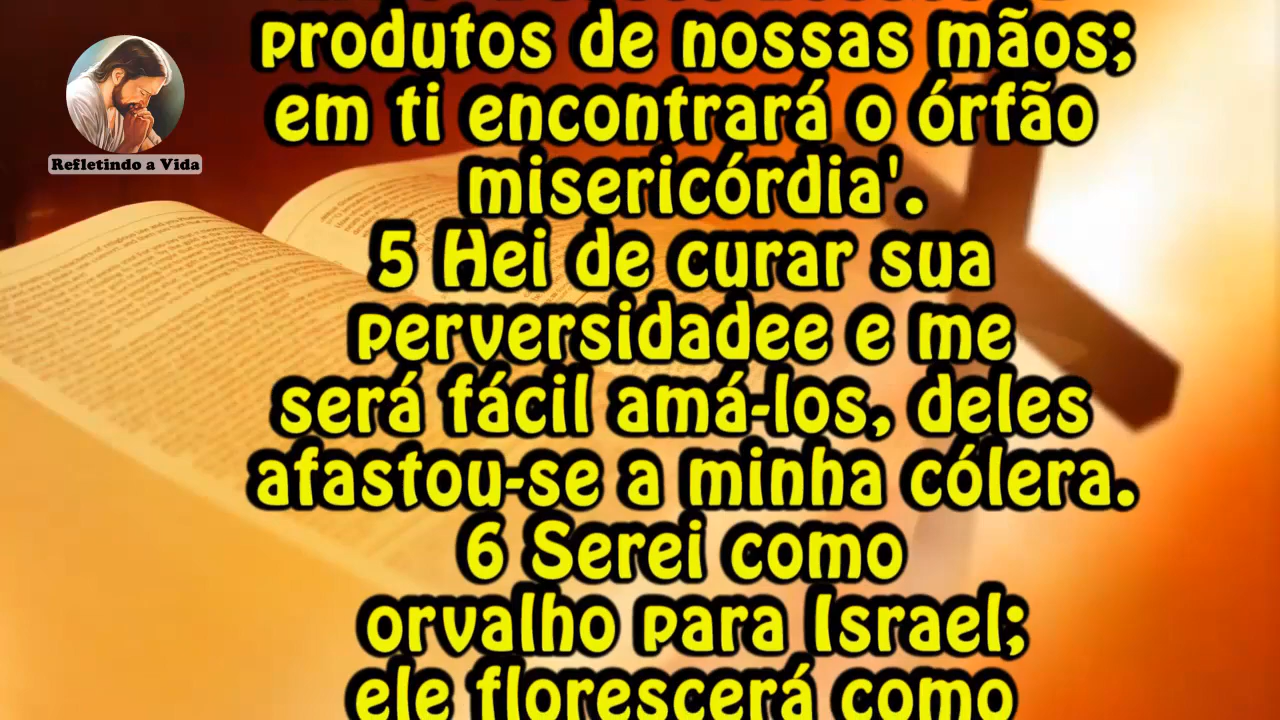 produtos de nossas mãos;
em ti encontrará o órfão
misericórdia'.
5 Hei de curar sua
perversidadee e me
será fácil amá-los, deles
afastou-se a minha cólera.
6 Serei como
orvalho para Israel;
ele florescerá como
Refletindo a Vida